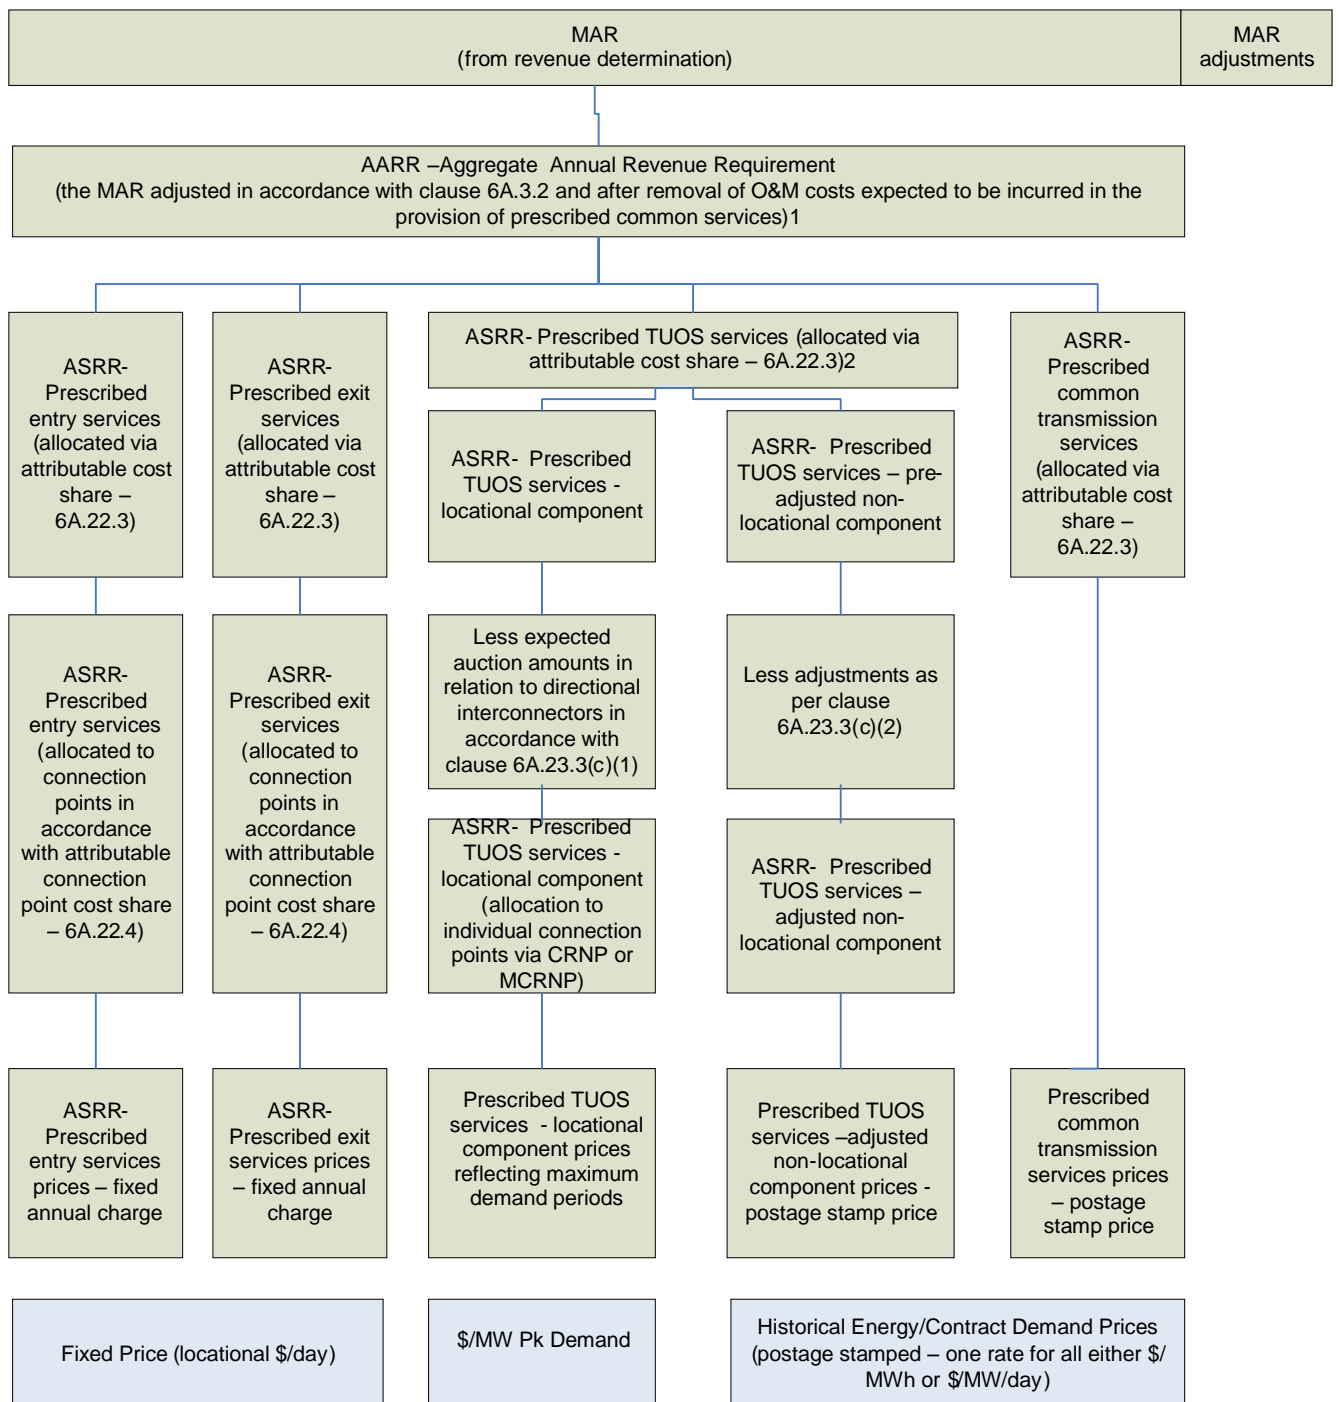 MAR
(from revenue determination)
MAR
adjustments
AARR –Aggregate  Annual Revenue Requirement
(the MAR adjusted in accordance with clause 6A.3.2 and after removal of O&M costs expected to be incurred in the
provision of prescribed common services)1
ASRR-
Prescribed
entry services
(allocated via
attributable cost
share –
6A.22.3)
ASRR-
Prescribed exit
services
(allocated via
attributable cost
share –
6A.22.3)
ASRR- Prescribed TUOS services (allocated via
attributable cost share – 6A.22.3)2
ASRR-  Prescribed
TUOS services -
locational component
ASRR-  Prescribed
TUOS services – pre-
adjusted non-
locational component
ASRR-
Prescribed
common
transmission
services
(allocated via
attributable cost
share –
6A.22.3)
ASRR-
Prescribed
entry services
(allocated to
connection
points in
accordance
with attributable
connection
point cost share
– 6A.22.4)
ASRR-
Prescribed exit
services
(allocated to
connection
points in
accordance
with attributable
connection
point cost share
– 6A.22.4)
Less expected
auction amounts in
relation to directional
interconnectors in
accordance with
clause 6A.23.3(c)(1)
Less adjustments as
per clause
6A.23.3(c)(2)
ASRR-  Prescribed
TUOS services -
locational component
(allocation to
individual connection
points via CRNP or
MCRNP)
ASRR-  Prescribed
TUOS services –
adjusted non-
locational component
ASRR-
Prescribed
entry services
prices – fixed
annual charge
ASRR-
Prescribed exit
services prices
– fixed annual
charge
Prescribed TUOS
services  - locational
component prices
reflecting maximum
demand periods
Prescribed TUOS
services –adjusted
non-locational
component prices -
postage stamp price
Prescribed
common
transmission
services prices
– postage
stamp price
Fixed Price (locational $/day)
$/MW Pk Demand
Historical Energy/Contract Demand Prices
(postage stamped – one rate for all either $/
MWh or $/MW/day)